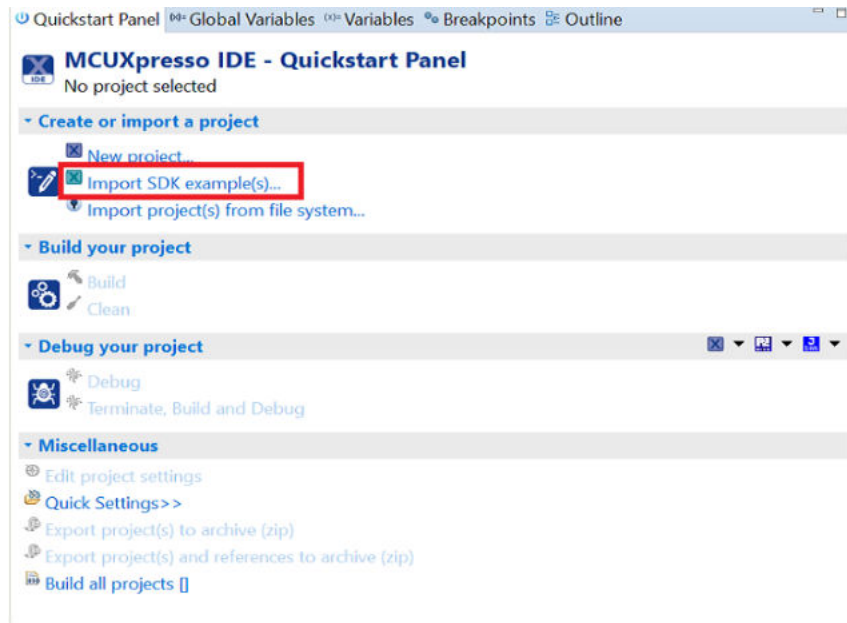 Quickstart Panel Global Variables Variables Breakpoints Outline
MCUXpresso IDE - Quickstart Panel
No project selected
Create or import a project
New project...
Import SDK example(s)...
Import project(s) from file system...
Build your project
Build
Clean
Debug your project
Debug
Terminate, Build and Debug
Miscellaneous
Edit project settings
Quick Settings>>
Export project(s) to archive (zip)
Export project(s) and references to archive (zip)
Build all projects []